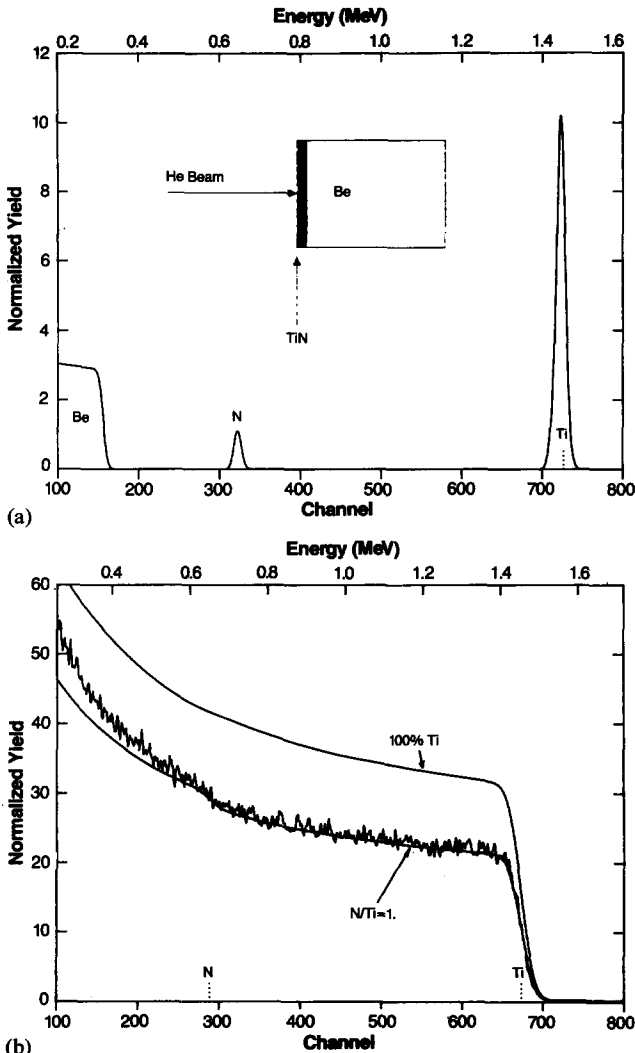 Energy (MeV)
0.2 0.4 0.6 0.8 1.0 1.2 1.4 1.6
12
10
8
6
4
2
0
Normalized Yield
He Beam
Be
TiN
Be
N
Ti
100 200 300 400 500 600 700 800
Channel
(a)
Energy (MeV)
0.4 0.6 0.8 1.0 1.2 1.4 1.6
60
50
40
30
20
10
0
Normalized Yield
100% Ti
N/Ti=1.
N
Ti
100 200 300 400 500 600 700 800
Channel
(b)